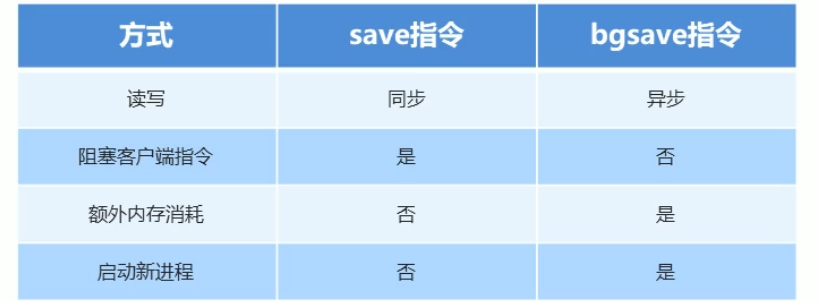 方式 save指令 bgsave指令
读写 同步 异步
阻塞客户端指令 是 否
额外内存消耗 否 是
启动新进程 否 是